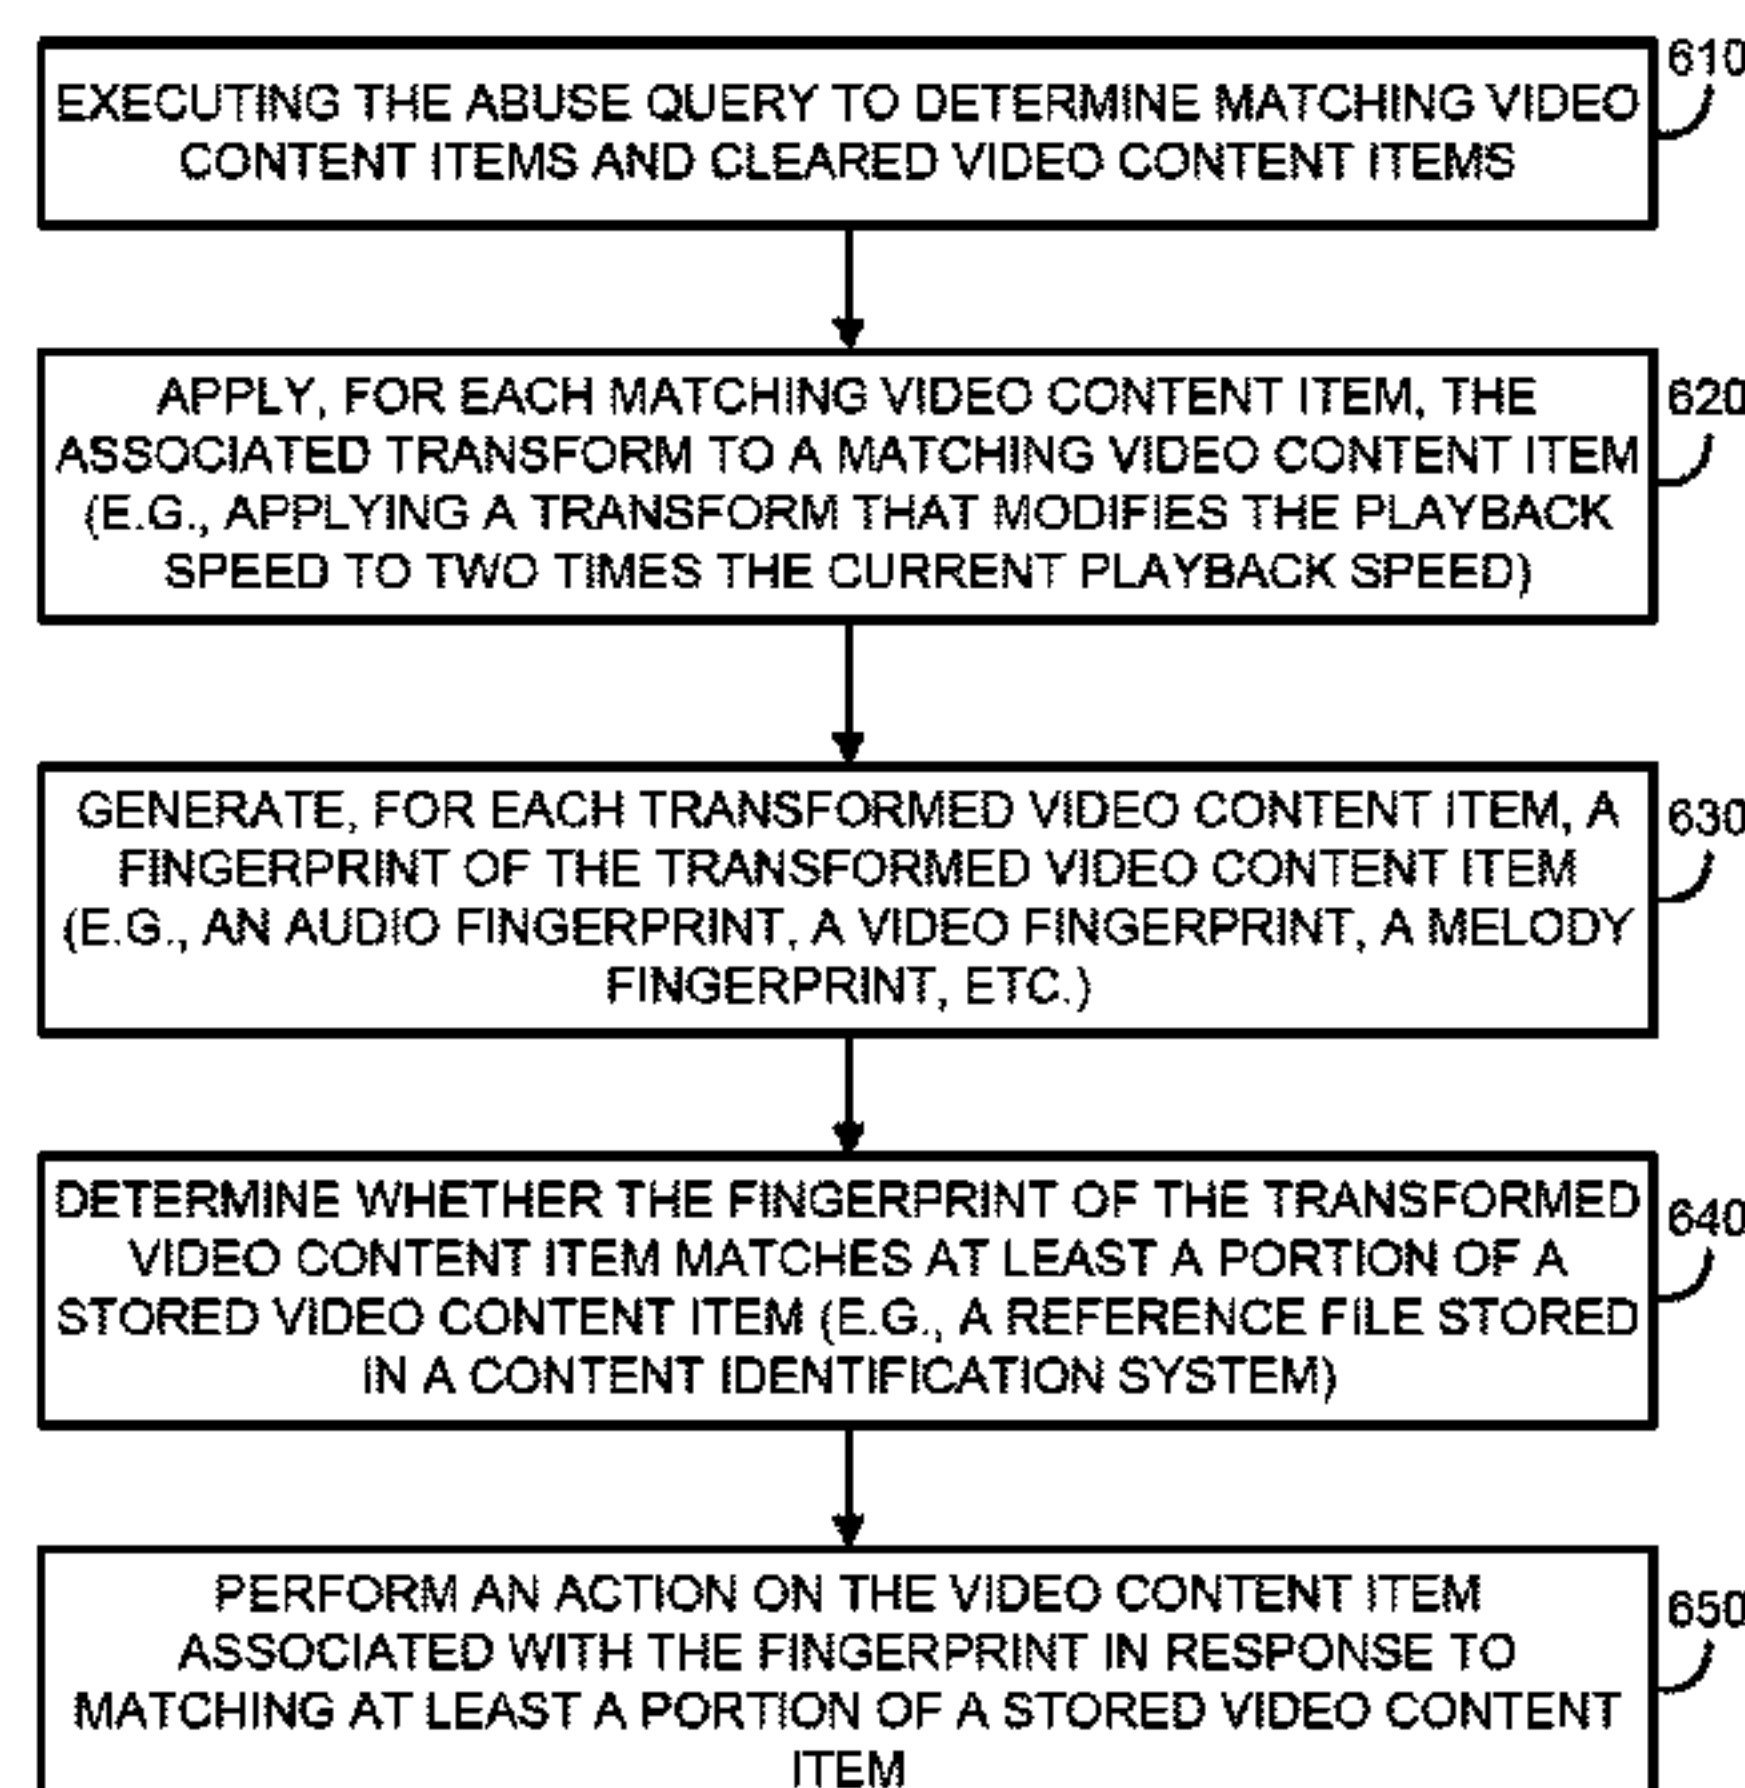 610
EXECUTING THE ABUSE QUERY TO DETERMINE MATCHING VIDEO
CONTENT ITEMS AND CLEARED VIDEO CONTENT ITEMS
620
APPLY, FOR EACH MATCHING VIDEO CONTENT ITEM, THE
ASSOCIATED TRANSFORM TO A MATCHING VIDEO CONTENT ITEM
(E.G., APPLYING A TRANSFORM THAT MODIFIES THE PLAYBACK
SPEED TO TWO TIMES THE CURRENT PLAYBACK SPEED)
630
GENERATE, FOR EACH TRANSFORMED VIDEO CONTENT ITEM, A
FINGERPRINT OF THE TRANSFORMED VIDEO CONTENT ITEM
(E.G., AN AUDIO FINGERPRINT, A VIDEO FINGERPRINT, A MELODY
FINGERPRINT, ETC.)
640
DETERMINE WHETHER THE FINGERPRINT OF THE TRANSFORMED
VIDEO CONTENT ITEM MATCHES AT LEAST A PORTION OF A
STORED VIDEO CONTENT ITEM (E.G., A REFERENCE FILE STORED
IN A CONTENT IDENTIFICATION SYSTEM)
650
PERFORM AN ACTION ON THE VIDEO CONTENT ITEM
ASSOCIATED WITH THE FINGERPRINT IN RESPONSE TO
MATCHING AT LEAST A PORTION OF A STORED VIDEO CONTENT
ITEM